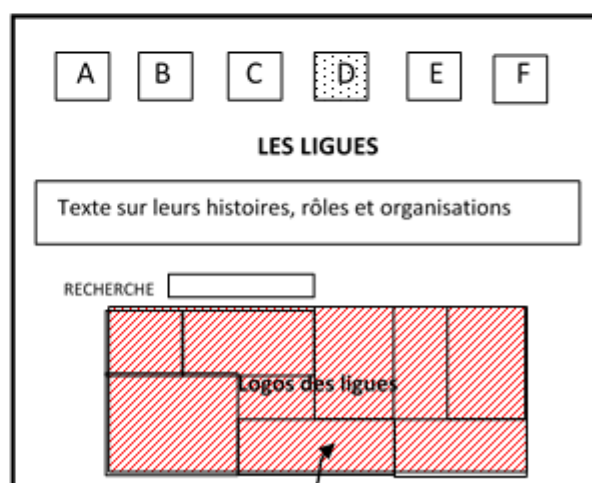 A B C D E F
LES LIGUES
Texte sur leurs histoires, rôles et organisations
RECHERCHE
Logos des ligues